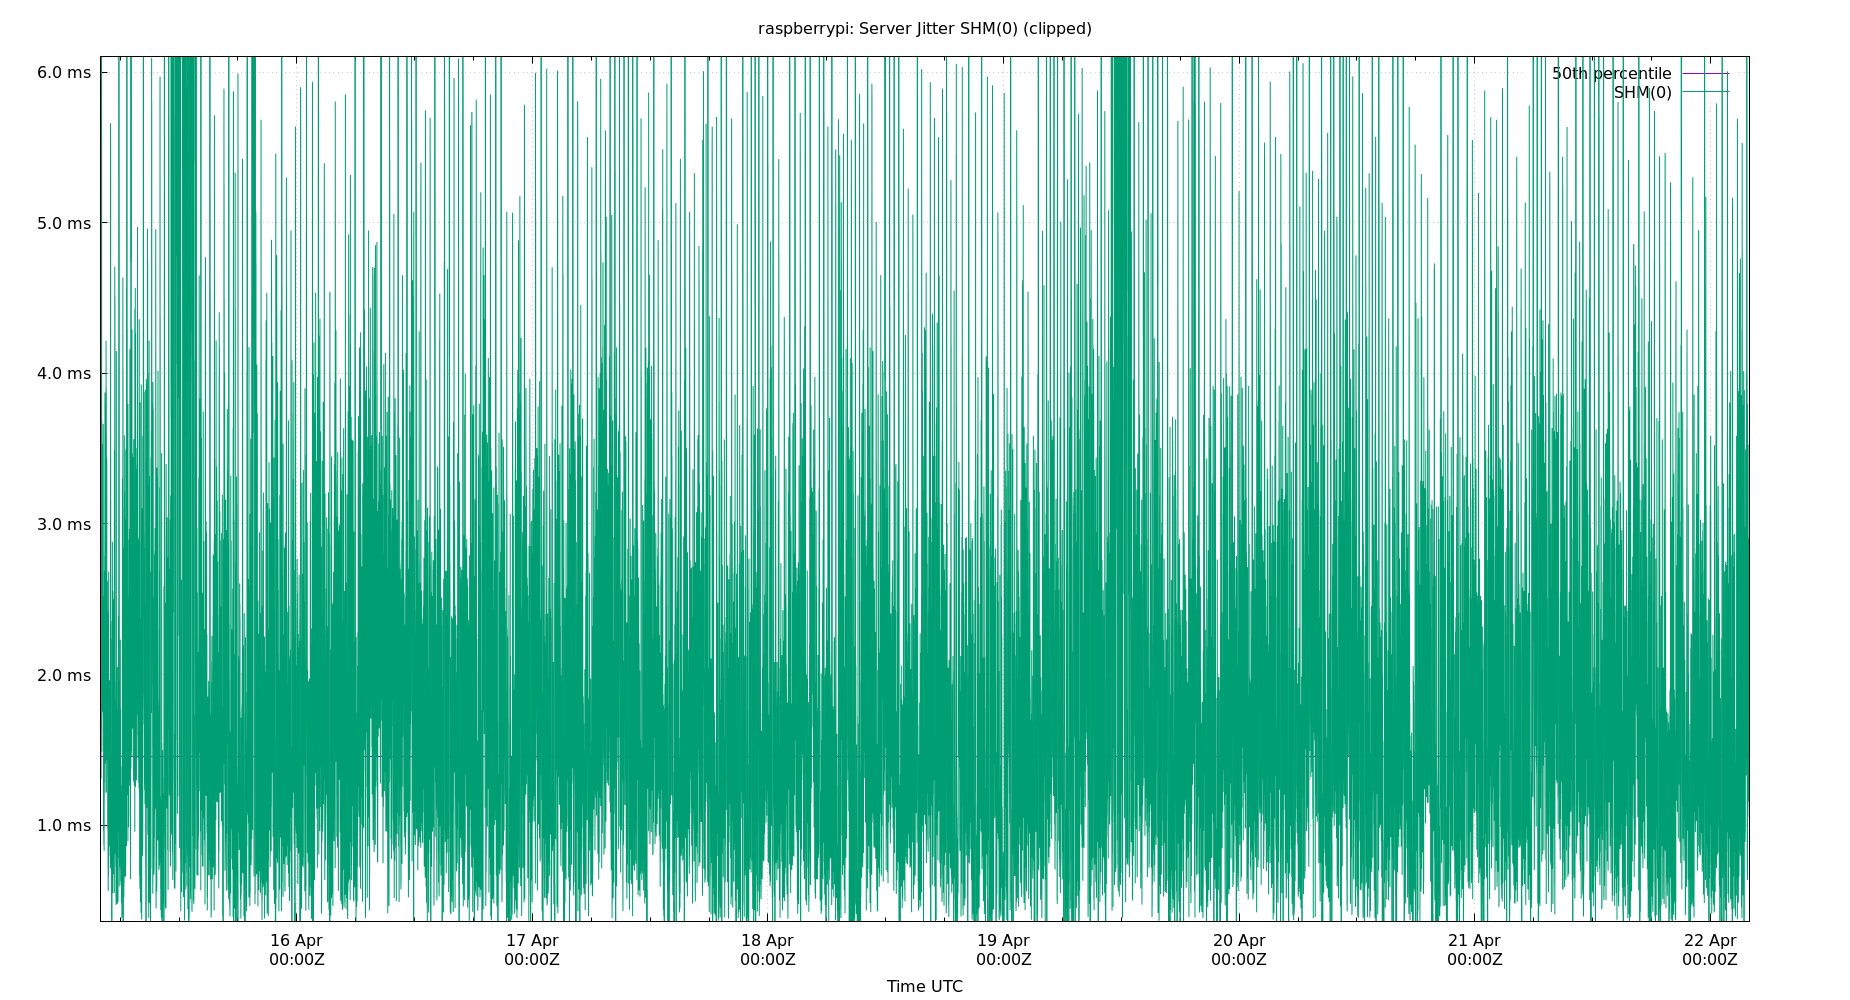 raspberrypi: Server Jitter SHM(0) (clipped)
6.0 ms
5.0 ms
4.0 ms
3.0 ms
2.0 ms
1.0 ms
50th percentile
SHM(0)
16 Apr
00:00Z
17 Apr
00:00Z
18 Apr
00:00Z
19 Apr
00:00Z
20 Apr
00:00Z
21 Apr
00:00Z
22 Apr
00:00Z
Time UTC